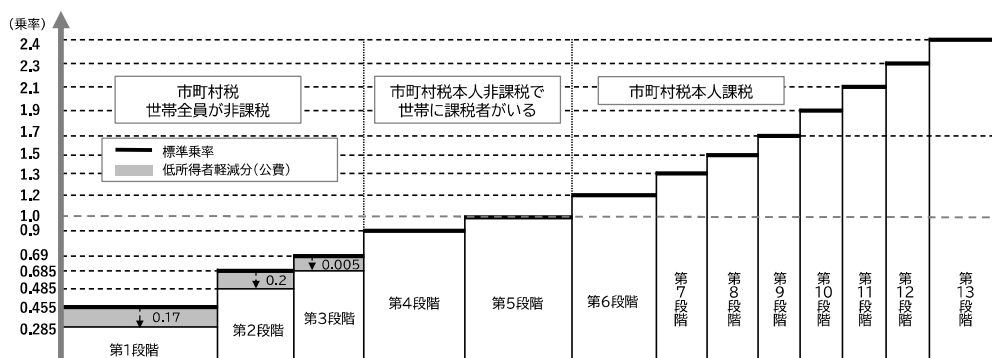 (乗率)
2.4
2.3
2.1
1.9
1.7
1.5
1.3
1.2
1.0
0.9
0.69
0.685
0.485
0.455
0.285
市町村税
世帯全員が非課税
市町村税本人非課税で
世帯に課税者がいる
市町村税本人課税
標準乗率
低所得者軽減分(公費)
0.17
0.2
0.005
第1段階
第2段階
第3段階
第4段階
第5段階
第6段階
第7段階
第8段階
第9段階
第10段階
第11段階
第12段階
第13段階